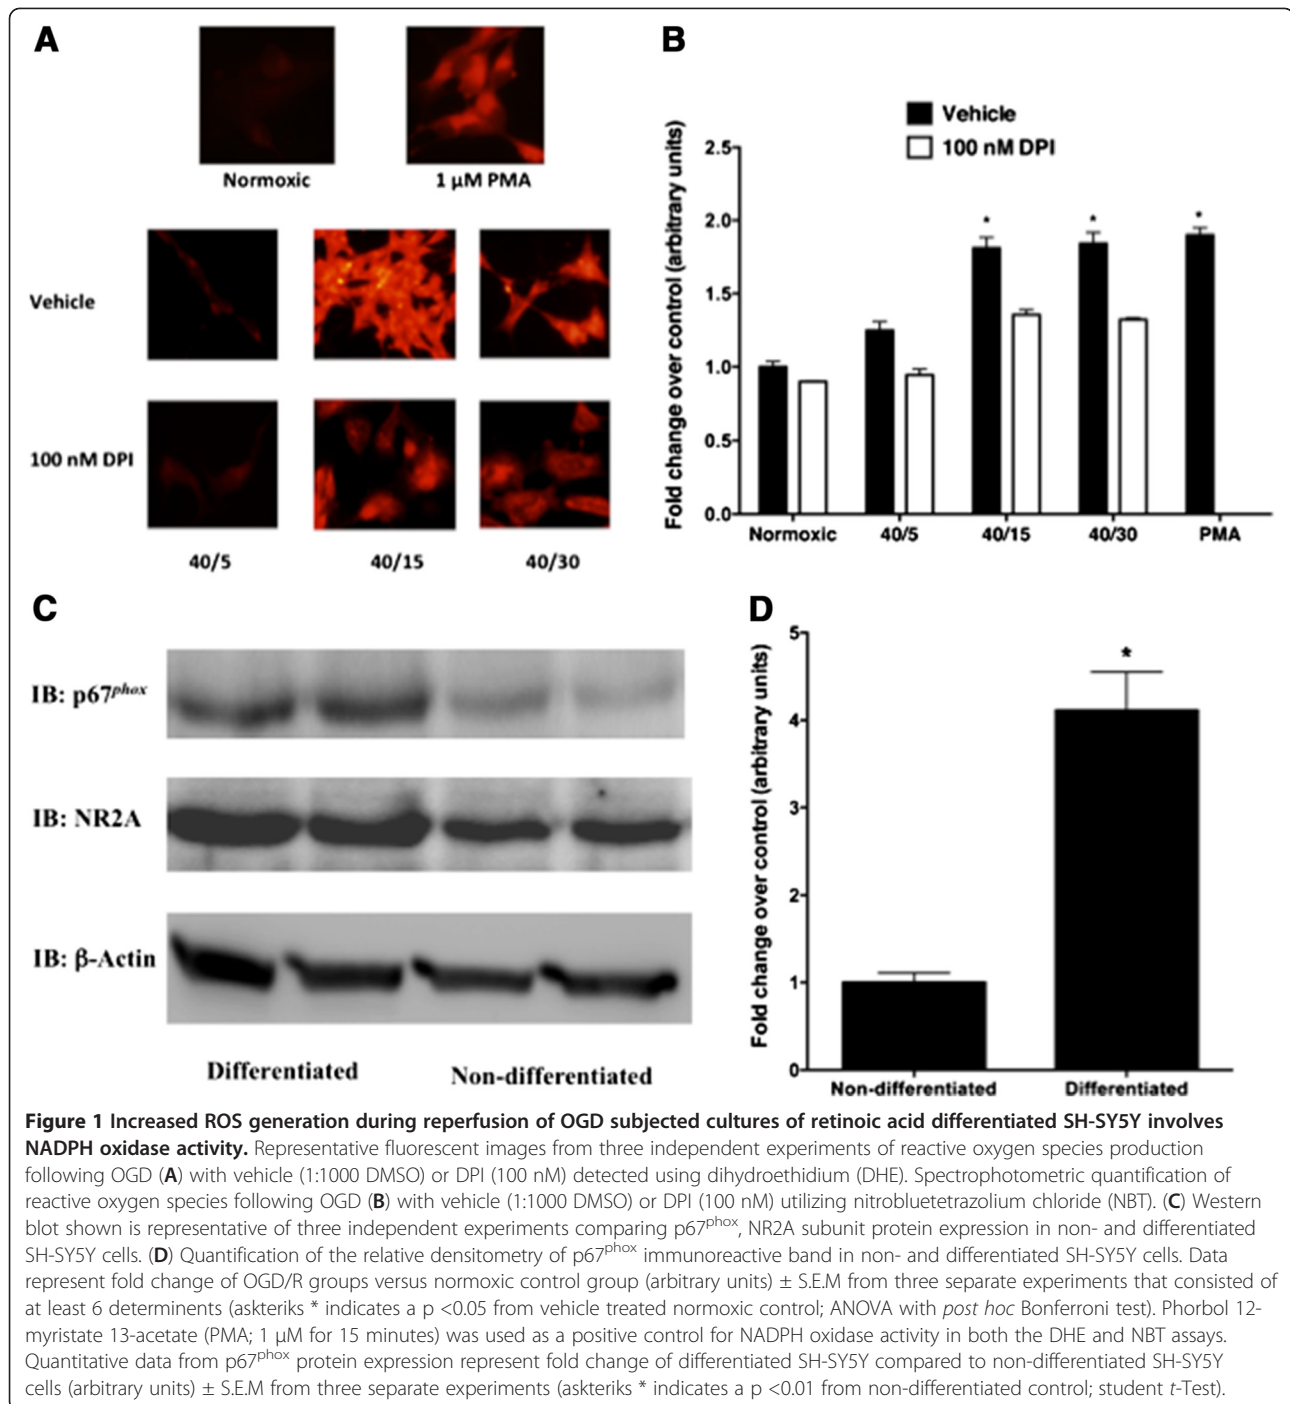 A
Normoxic
1 µM PMA
Vehicle
100 nM DPI
40/5
40/15
40/30
B
Vehicle
100 nM DPI
Fold change over control (arbitrary units)
2.5
2.0
1.5
1.0
0.5
0.0
* * *
Normoxic 40/5 40/15 40/30 PMA
C
IB: p67phox
IB: NR2A
IB: β-Actin
Differentiated
Non-differentiated
D
Fold change over control (arbitrary units)
5
4
3
2
1
0
*
Non-differentiated Differentiated
Figure 1 Increased ROS generation during reperfusion of OGD subjected cultures of retinoic acid differentiated SH-SY5Y involves
NADPH oxidase activity. Representative fluorescent images from three independent experiments of reactive oxygen species production
following OGD (A) with vehicle (1:1000 DMSO) or DPI (100 nM) detected using dihydroethidium (DHE). Spectrophotometric quantification of
reactive oxygen species following OGD (B) with vehicle (1:1000 DMSO) or DPI (100 nM) utilizing nitrobluetetrazolium chloride (NBT). (C) Western
blot shown is representative of three independent experiments comparing p67phox, NR2A subunit protein expression in non- and differentiated
SH-SY5Y cells. (D) Quantification of the relative densitometry of p67phox immunoreactive band in non- and differentiated SH-SY5Y cells. Data
represent fold change of OGD/R groups versus normoxic control group (arbitrary units) ± S.E.M from three separate experiments that consisted of
at least 6 determinents (askteriks * indicates a p <0.05 from vehicle treated normoxic control; ANOVA with post hoc Bonferroni test). Phorbol 12-
myristate 13-acetate (PMA; 1 µM for 15 minutes) was used as a positive control for NADPH oxidase activity in both the DHE and NBT assays.
Quantitative data from p67phox protein expression represent fold change of differentiated SH-SY5Y compared to non-differentiated SH-SY5Y
cells (arbitrary units) ± S.E.M from three separate experiments (askteriks * indicates a p <0.01 from non-differentiated control; student t-Test).